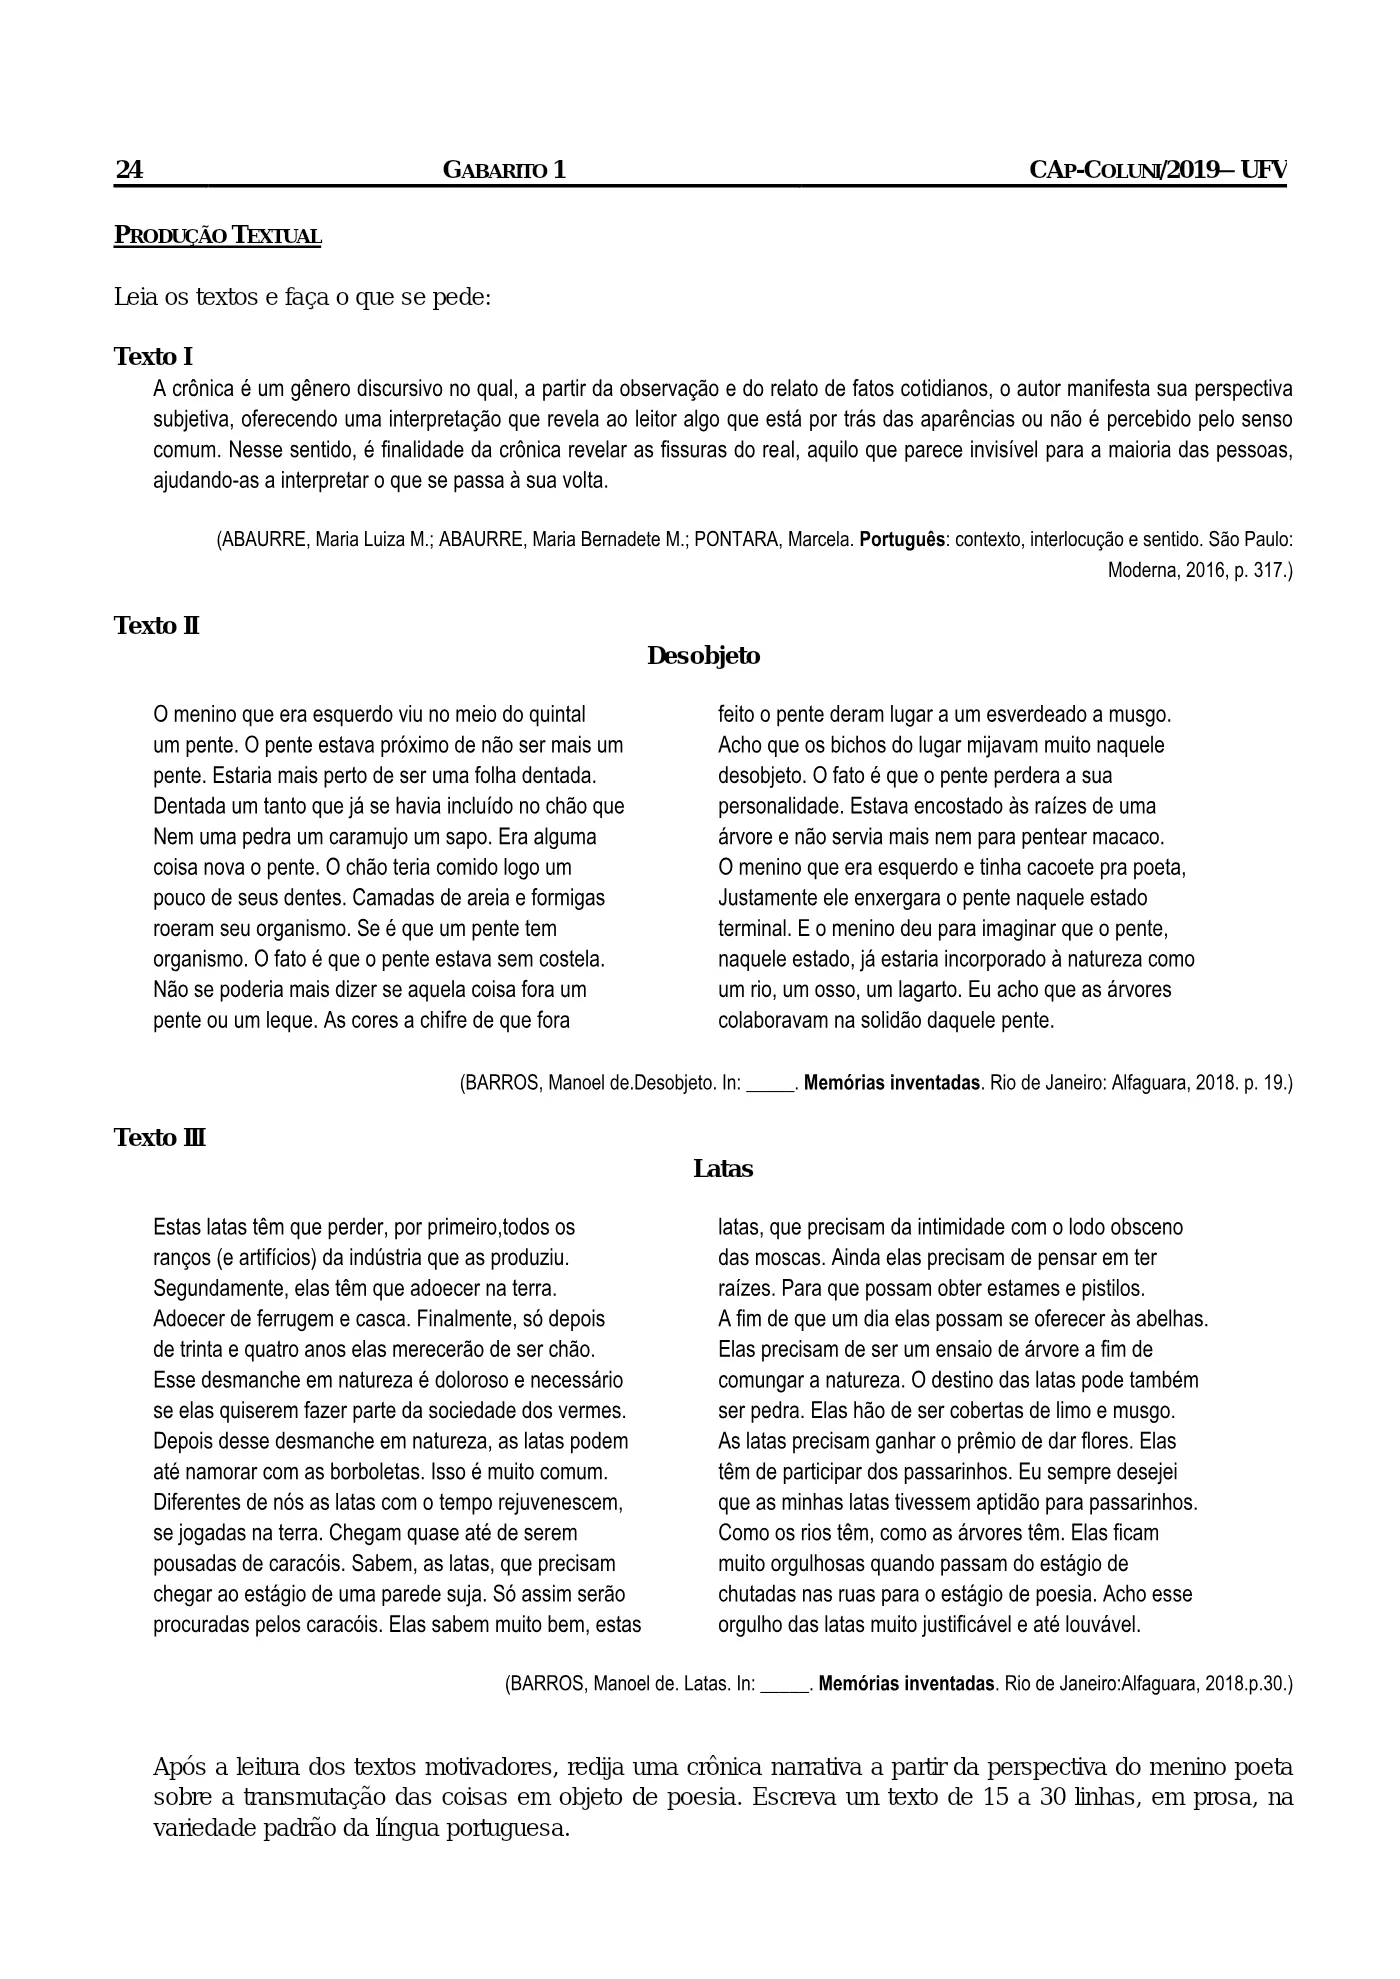 24 GABARITO 1 CAP-COLUNI/2019– UFV
PRODUÇÃO TEXTUAL
Leia os textos e faça o que se pede:
Texto I
A crônica é um gênero discursivo no qual, a partir da observação e do relato de fatos cotidianos, o autor manifesta sua perspectiva
subjetiva, oferecendo uma interpretação que revela ao leitor algo que está por trás das aparências ou não é percebido pelo senso
comum. Nesse sentido, é finalidade da crônica revelar as fissuras do real, aquilo que parece invisível para a maioria das pessoas,
ajudando-as a interpretar o que se passa à sua volta.
(ABAURRE, Maria Luiza M.; ABAURRE, Maria Bernadete M.; PONTARA, Marcela. Português: contexto, interlocução e sentido. São Paulo:
Moderna, 2016, p. 317.)
Texto II
Desobjeto
O menino que era esquerdo viu no meio do quintal
um pente. O pente estava próximo de não ser mais um
pente. Estaria mais perto de ser uma folha dentada.
Dentada um tanto que já se havia incluído no chão que
Nem uma pedra um caramujo um sapo. Era alguma
coisa nova o pente. O chão teria comido logo um
pouco de seus dentes. Camadas de areia e formigas
roeram seu organismo. Se é que um pente tem
organismo. O fato é que o pente estava sem costela.
Não se poderia mais dizer se aquela coisa fora um
pente ou um leque. As cores a chifre de que fora
feito o pente deram lugar a um esverdeado a musgo.
Acho que os bichos do lugar mijavam muito naquele
desobjeto. O fato é que o pente perdera a sua
personalidade. Estava encostado às raízes de uma
árvore e não servia mais nem para pentear macaco.
O menino que era esquerdo e tinha cacoete pra poeta,
Justamente ele enxergara o pente naquele estado
terminal. E o menino deu para imaginar que o pente,
naquele estado, já estaria incorporado à natureza como
um rio, um osso, um lagarto. Eu acho que as árvores
colaboravam na solidão daquele pente.
(BARROS, Manoel de.Desobjeto. In: _____. Memórias inventadas. Rio de Janeiro: Alfaguara, 2018. p. 19.)
Texto III
Latas
Estas latas têm que perder, por primeiro,todos os
ranços (e artifícios) da indústria que as produziu.
Segundamente, elas têm que adoecer na terra.
Adoecer de ferrugem e casca. Finalmente, só depois
de trinta e quatro anos elas merecerão de ser chão.
Esse desmanche em natureza é doloroso e necessário
se elas quiserem fazer parte da sociedade dos vermes.
Depois desse desmanche em natureza, as latas podem
até namorar com as borboletas. Isso é muito comum.
Diferentes de nós as latas com o tempo rejuvenescem,
se jogadas na terra. Chegam quase até de serem
pousadas de caracóis. Sabem, as latas, que precisam
chegar ao estágio de uma parede suja. Só assim serão
procuradas pelos caracóis. Elas sabem muito bem, estas
latas, que precisam da intimidade com o lodo obsceno
das moscas. Ainda elas precisam de pensar em ter
raízes. Para que possam obter estames e pistilos.
A fim de que um dia elas possam se oferecer às abelhas.
Elas precisam de ser um ensaio de árvore a fim de
comungar a natureza. O destino das latas pode também
ser pedra. Elas hão de ser cobertas de limo e musgo.
As latas precisam ganhar o prêmio de dar flores. Elas
têm de participar dos passarinhos. Eu sempre desejei
que as minhas latas tivessem aptidão para passarinhos.
Como os rios têm, como as árvores têm. Elas ficam
muito orgulhosas quando passam do estágio de
chutadas nas ruas para o estágio de poesia. Acho esse
orgulho das latas muito justificável e até louvável.
(BARROS, Manoel de. Latas. In: _____. Memórias inventadas. Rio de Janeiro:Alfaguara, 2018.p.30.)
Após a leitura dos textos motivadores, redija uma crônica narrativa a partir da perspectiva do menino poeta
sobre a transmutação das coisas em objeto de poesia. Escreva um texto de 15 a 30 linhas, em prosa, na
variedade padrão da língua portuguesa.